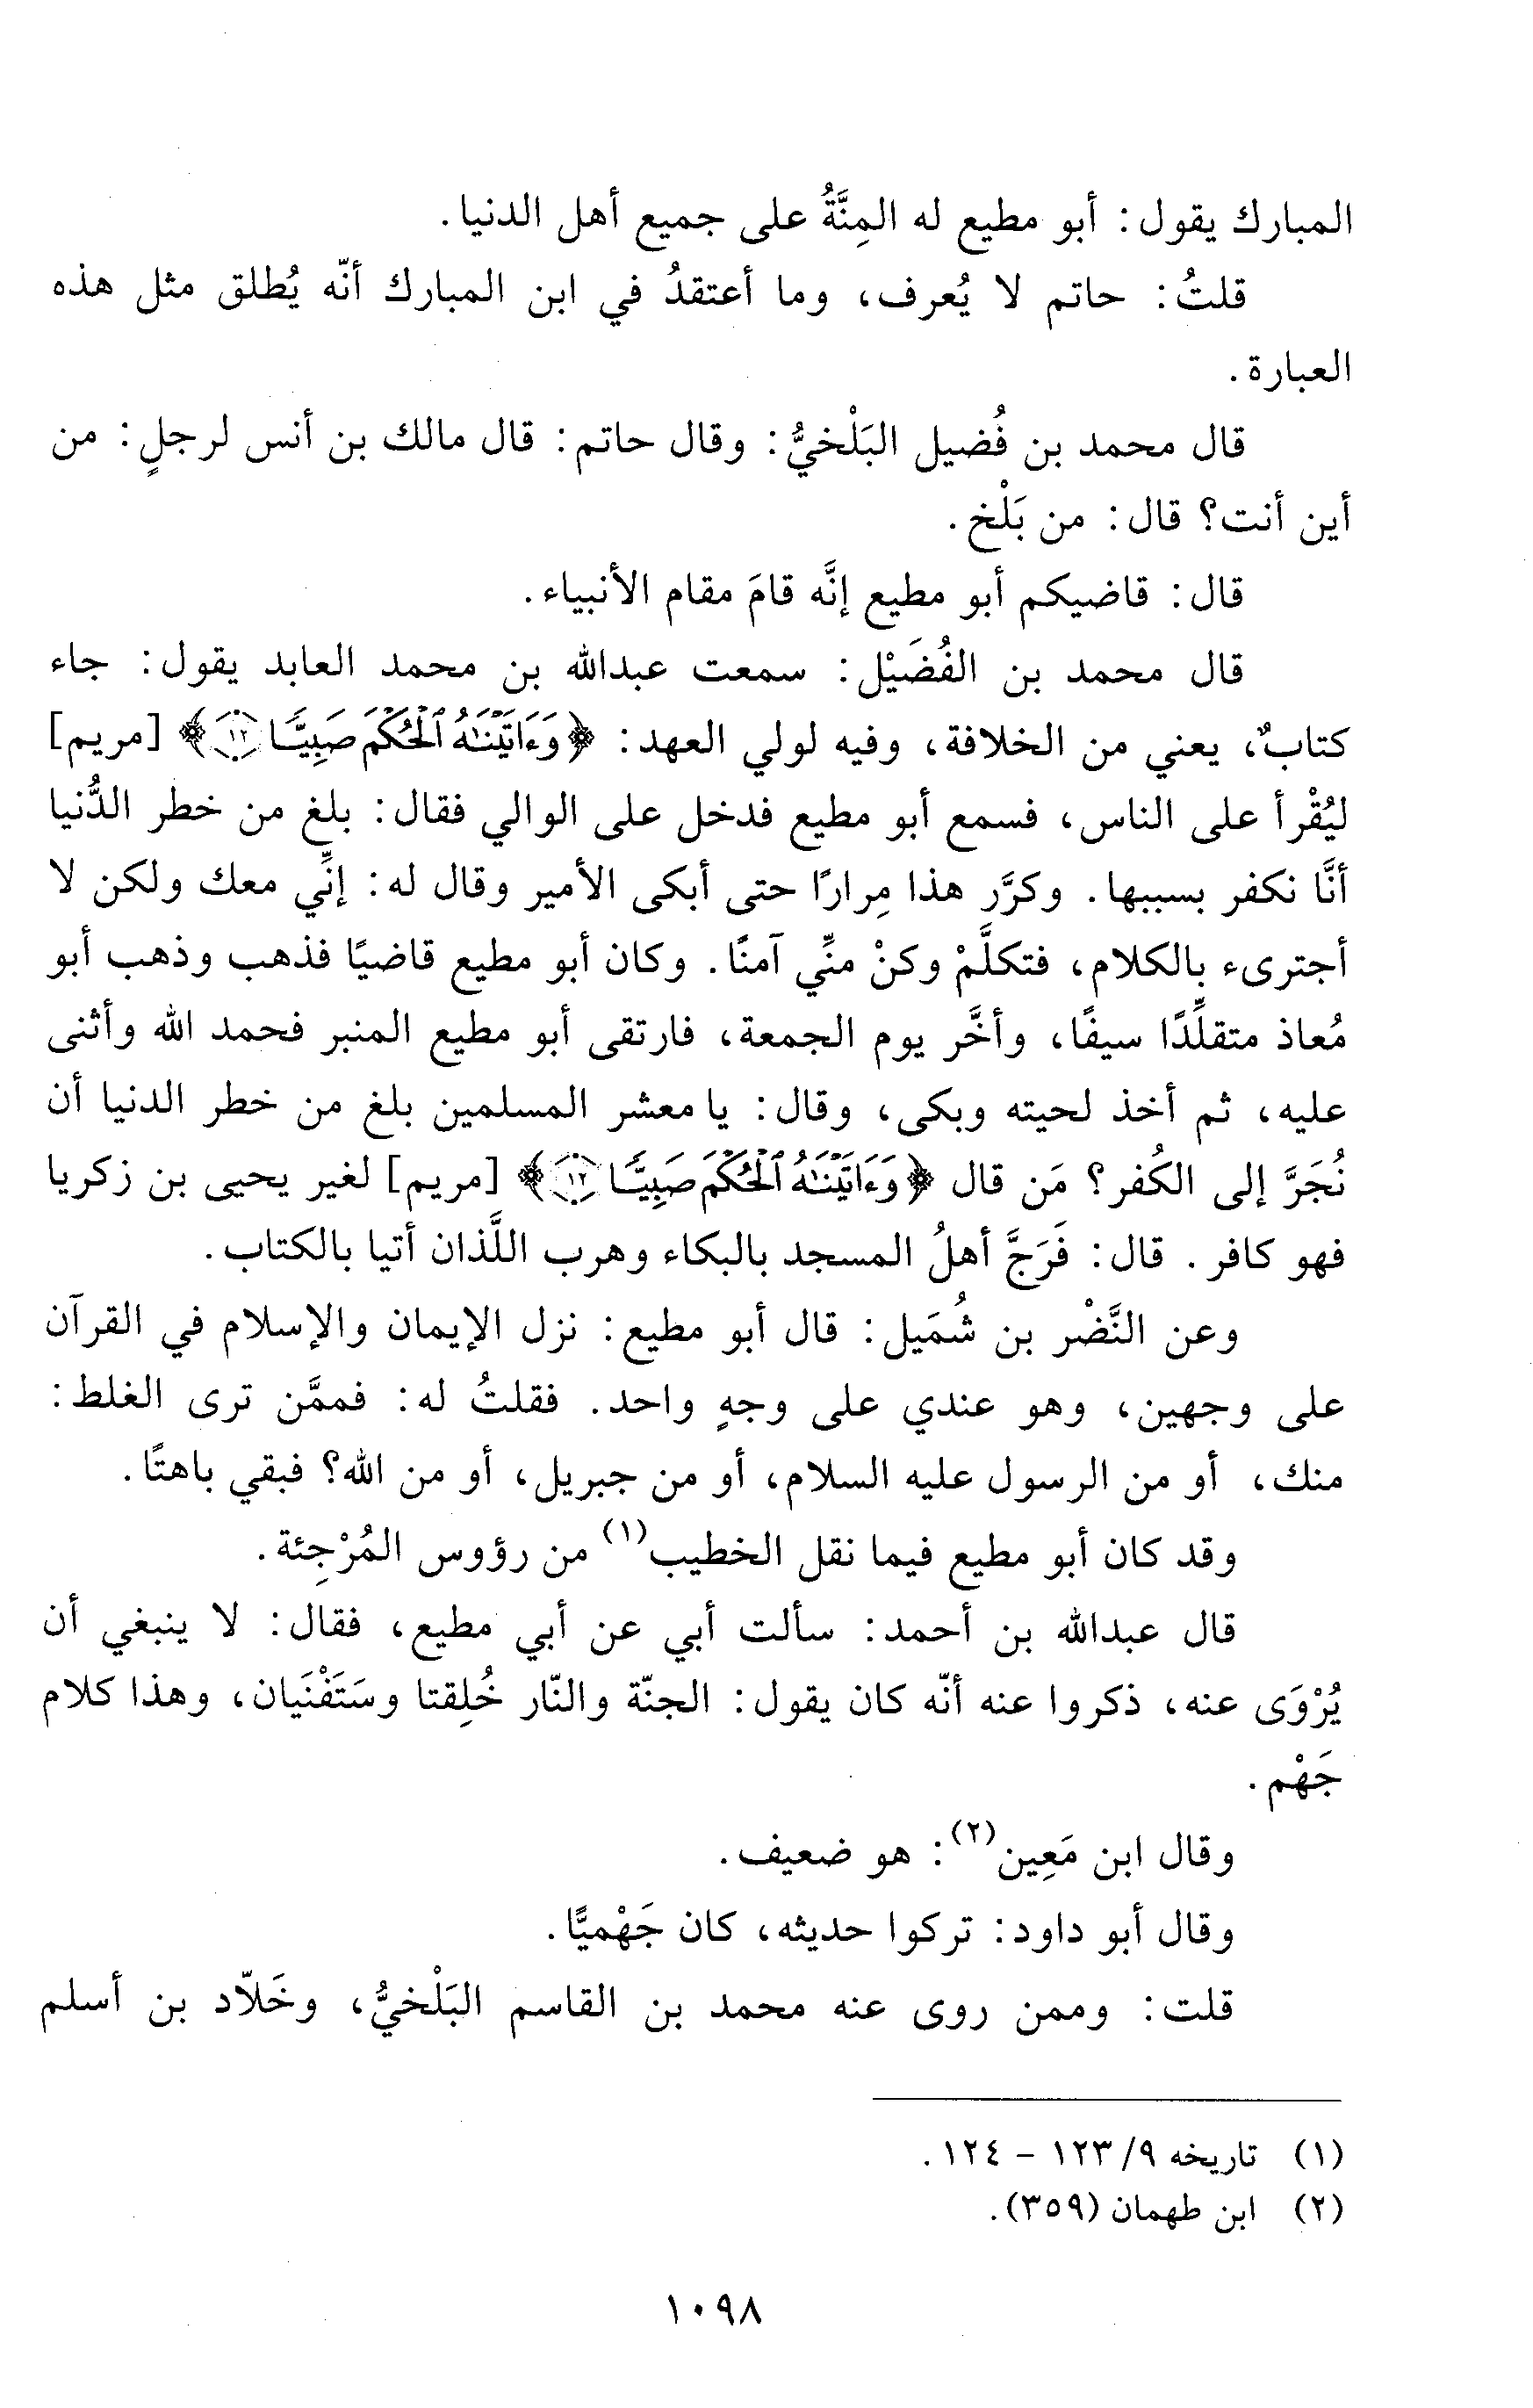 المبارك يقول: أبو مطيع له المِنَّةُ على جميع أهل الدنيا.
قلتُ: حاتم لا يُعرف، وما أعتقدُ في ابن المبارك أنّه يُطلق مثل هذه
العبارة.
قال محمد بن فُضيل البَلْخيُّ: وقال حاتم: قال مالك بن أنس لرجلٍ: من
أين أنت؟ قال: من بَلْخ.
قال: قاضيكم أبو مطيع إنَّه قامَ مقام الأنبياء.
قال محمد بن الفُضَيْل: سمعت عبدالله بن محمد العابد يقول: جاء
كتابٌ، يعني من الخلافة، وفيه لولي العهد: ﴿وَءَاتَيْنَٰهُ ٱلْحُكْمَ صَبِيًّا ١٢﴾ [مريم]
ليُقْرأ على الناس، فسمع أبو مطيع فدخل على الوالي فقال: بلغ من خطر الدُّنيا
أنَّا نكفر بسببها. وكرَّر هذا مِرارًا حتى أبكى الأمير وقال له: إنِّي معك ولكن لا
أجترىء بالكلام، فتكلَّمْ وكنْ منِّي آمنًا. وكان أبو مطيع قاضيًا فذهب وذهب أبو
مُعاذ متقلِّدًا سيفًا، وأخَّر يوم الجمعة، فارتقى أبو مطيع المنبر فحمد الله وأثنى
عليه، ثم أخذ لحيته وبكى، وقال: يا معشر المسلمين بلغ من خطر الدنيا أن
نُجَرَّ إلى الكُفر؟ مَن قال ﴿وَءَاتَيْنَٰهُ ٱلْحُكْمَ صَبِيًّا ١٢﴾ [مريم] لغير يحيى بن زكريا
فهو كافر. قال: فَرَجَّ أهلُ المسجد بالبكاء وهرب اللَّذان أتيا بالكتاب.
وعن النَّضْر بن شُمَيل: قال أبو مطيع: نزل الإيمان والإسلام في القرآن
على وجهين، وهو عندي على وجهٍ واحد. فقلتُ له: فممَّن ترى الغلط:
منك، أو من الرسول عليه السلام، أو من جبريل، أو من الله؟ فبقي باهتًا.
وقد كان أبو مطيع فيما نقل الخطيب(١) من رؤوس المُرْجِئة.
قال عبدالله بن أحمد: سألت أبي عن أبي مطيع، فقال: لا ينبغي أن
يُرْوَى عنه، ذكروا عنه أنّه كان يقول: الجنّة والنّار خُلِقتا وسَتَفْنَيان، وهذا كلام
جَهْم.
وقال ابن مَعِين(٢): هو ضعيف.
وقال أبو داود: تركوا حديثه، كان جَهْميًّا.
قلت: وممن روى عنه محمد بن القاسم البَلْخيُّ، وخَلّاد بن أسلم
(١) تاريخه ٩/ ١٢٣ - ١٢٤.
(٢) ابن طهمان (٣٥٩).
١٠٩٨